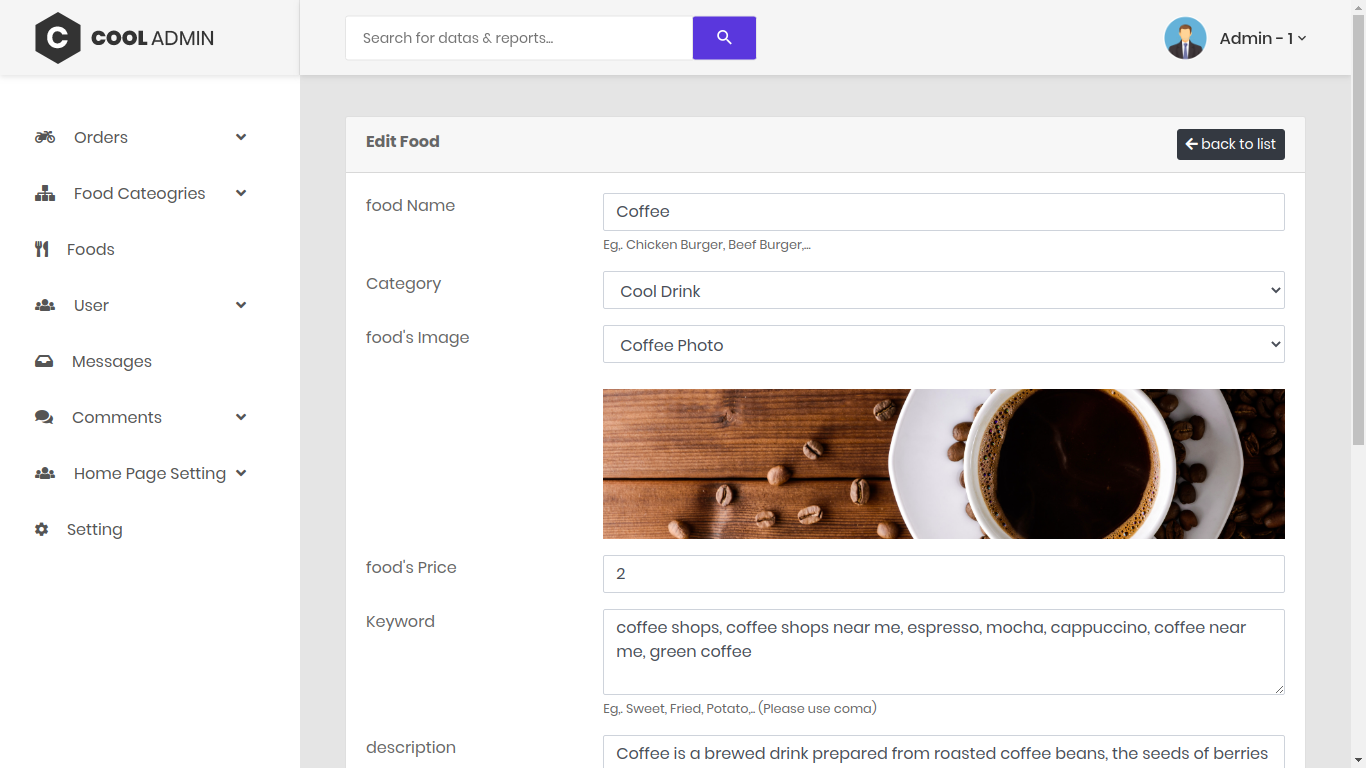 C COOL ADMIN
Search for datas & reports...
Admin - 1
Orders
Food Cateogries
Foods
User
Messages
Comments
Home Page Setting
Setting
Edit Food
back to list
food Name
Coffee
Eg,. Chicken Burger, Beef Burger,...
Category
Cool Drink
food's Image
Coffee Photo
food's Price
2
Keyword
coffee shops, coffee shops near me, espresso, mocha, cappuccino, coffee near
me, green coffee
Eg,. Sweet, Fried, Potato,.. (Please use coma)
description
Coffee is a brewed drink prepared from roasted coffee beans, the seeds of berries